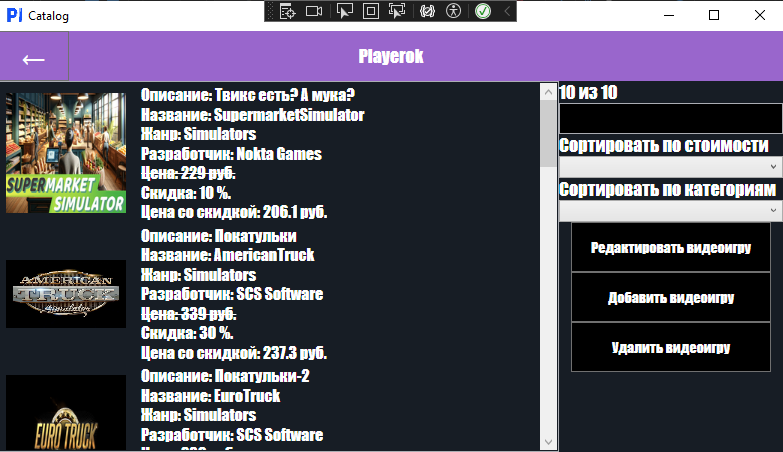 Pl Catalog
←
Playerok
SUPERMARKET
SIMULATOR
Описание: Твикс есть? А мука?
Название: SupermarketSimulator
Жанр: Simulators
Разработчик: Nokta Games
Цена: 229 руб.
Скидка: 10 %.
Цена со скидкой: 206.1 руб.
AMERICAN
TRUCK
Simulator
Описание: Покатульки
Название: AmericanTruck
Жанр: Simulators
Разработчик: SCS Software
Цена: 339 руб.
Скидка: 30 %.
Цена со скидкой: 237.3 руб.
EURO TRUCK
Описание: Покатульки-2
Название: EuroTruck
Жанр: Simulators
Разработчик: SCS Software
10 из 10
Сортировать по стоимости
Сортировать по категориям
Редактировать видеоигру
Добавить видеоигру
Удалить видеоигру